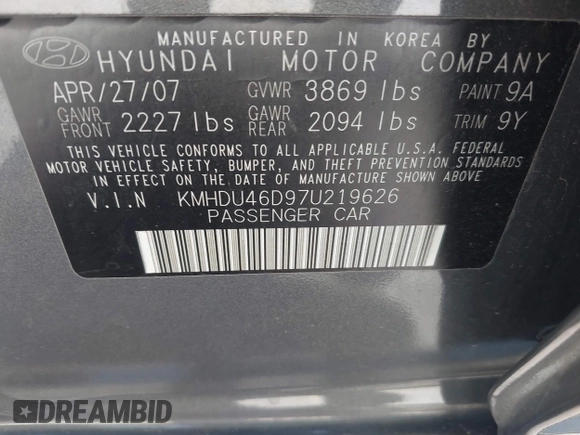 MANUFACTURED IN KOREA BY
HYUNDAI MOTOR COMPANY
APR/27/07 GVWR 3869 lbs PAINT 9A
GAWR FRONT 2227 lbs GAWR REAR 2094 lbs TRIM 9Y
THIS VEHICLE CONFORMS TO ALL APPLICABLE U.S.A. FEDERAL
MOTOR VEHICLE SAFETY, BUMPER, AND THEFT PREVENTION STANDARDS
IN EFFECT ON THE DATE OF MANUFACTURE SHOWN ABOVE.
V.I.N KMHDU46D97U219626
PASSENGER CAR
DREAMBID